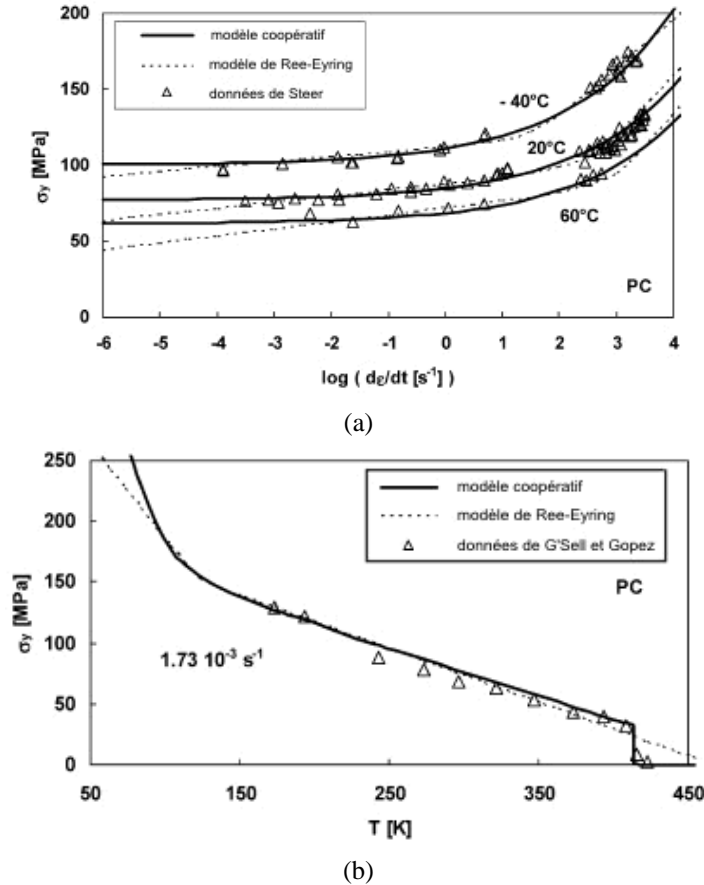 200
150
100
50
0
σy [MPa]
modèle coopératif
modèle de Ree-Eyring
données de Steer
- 40°C
20°C
60°C
PC
-6 -5 -4 -3 -2 -1 0 1 2 3 4
log ( dε/dt [s⁻¹] )
(a)
250
200
150
100
50
0
σy [MPa]
modèle coopératif
modèle de Ree-Eyring
données de G'Sell et Gopez
PC
1.73 10⁻³ s⁻¹
50 150 250 350 450
T [K]
(b)